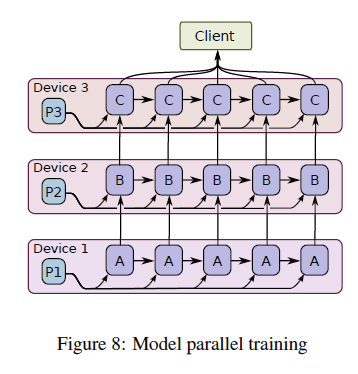 Client
Device 3
P3
C C C C C
Device 2
P2
B B B B B
Device 1
P1
A A A A A
Figure 8: Model parallel training